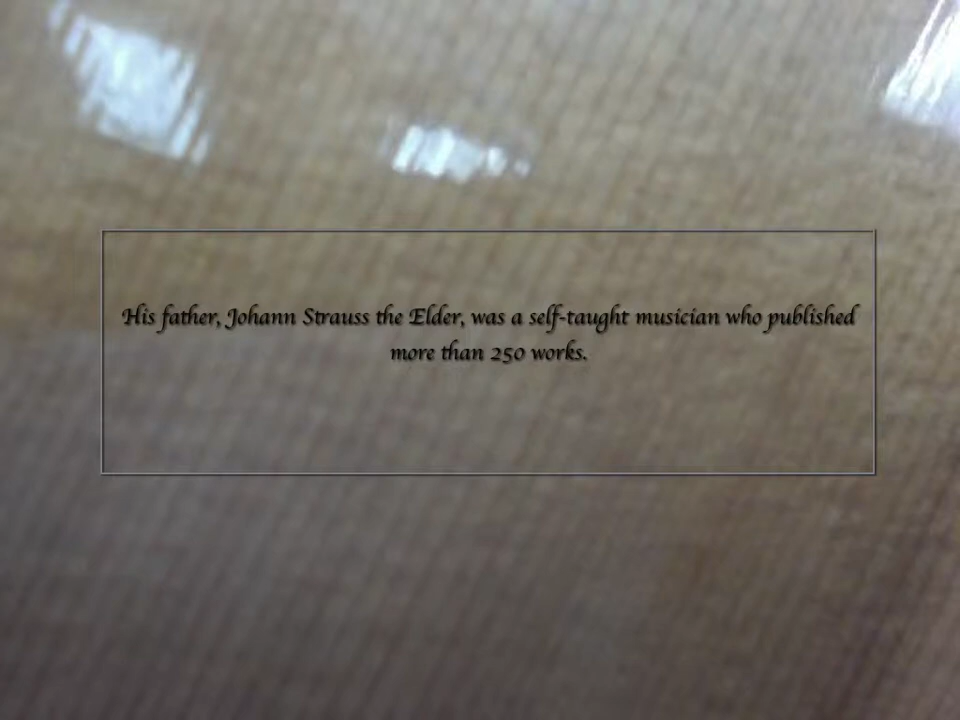 His father, Johann Strauss the Elder, was a self-taught musician who published
more than 250 works.